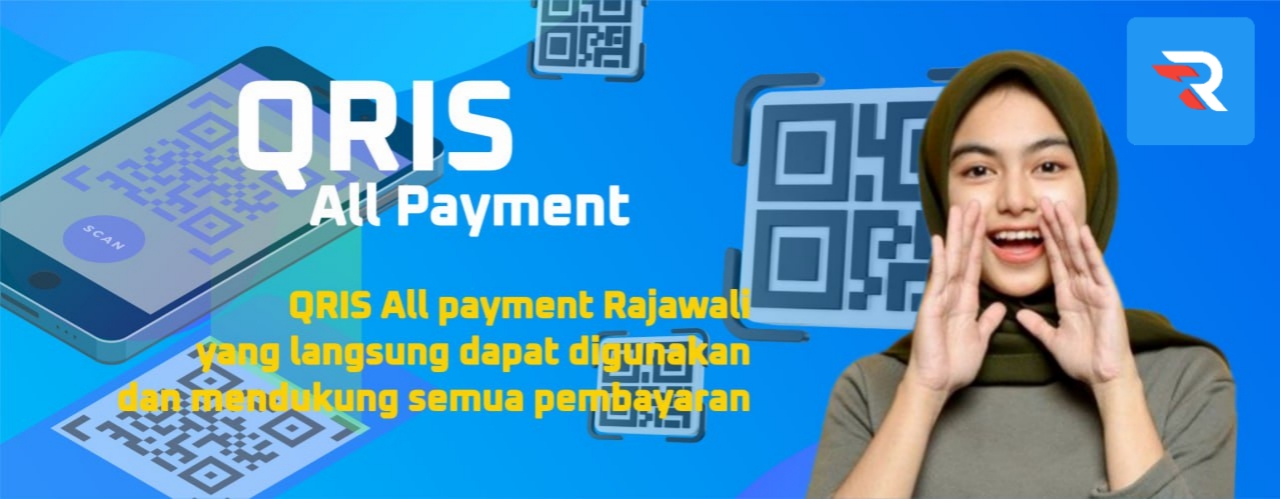 QRIS
All Payment
QRIS All payment Rajawali
yang langsung dapat digunakan
dan mendukung semua pembayaran
SCAN
R